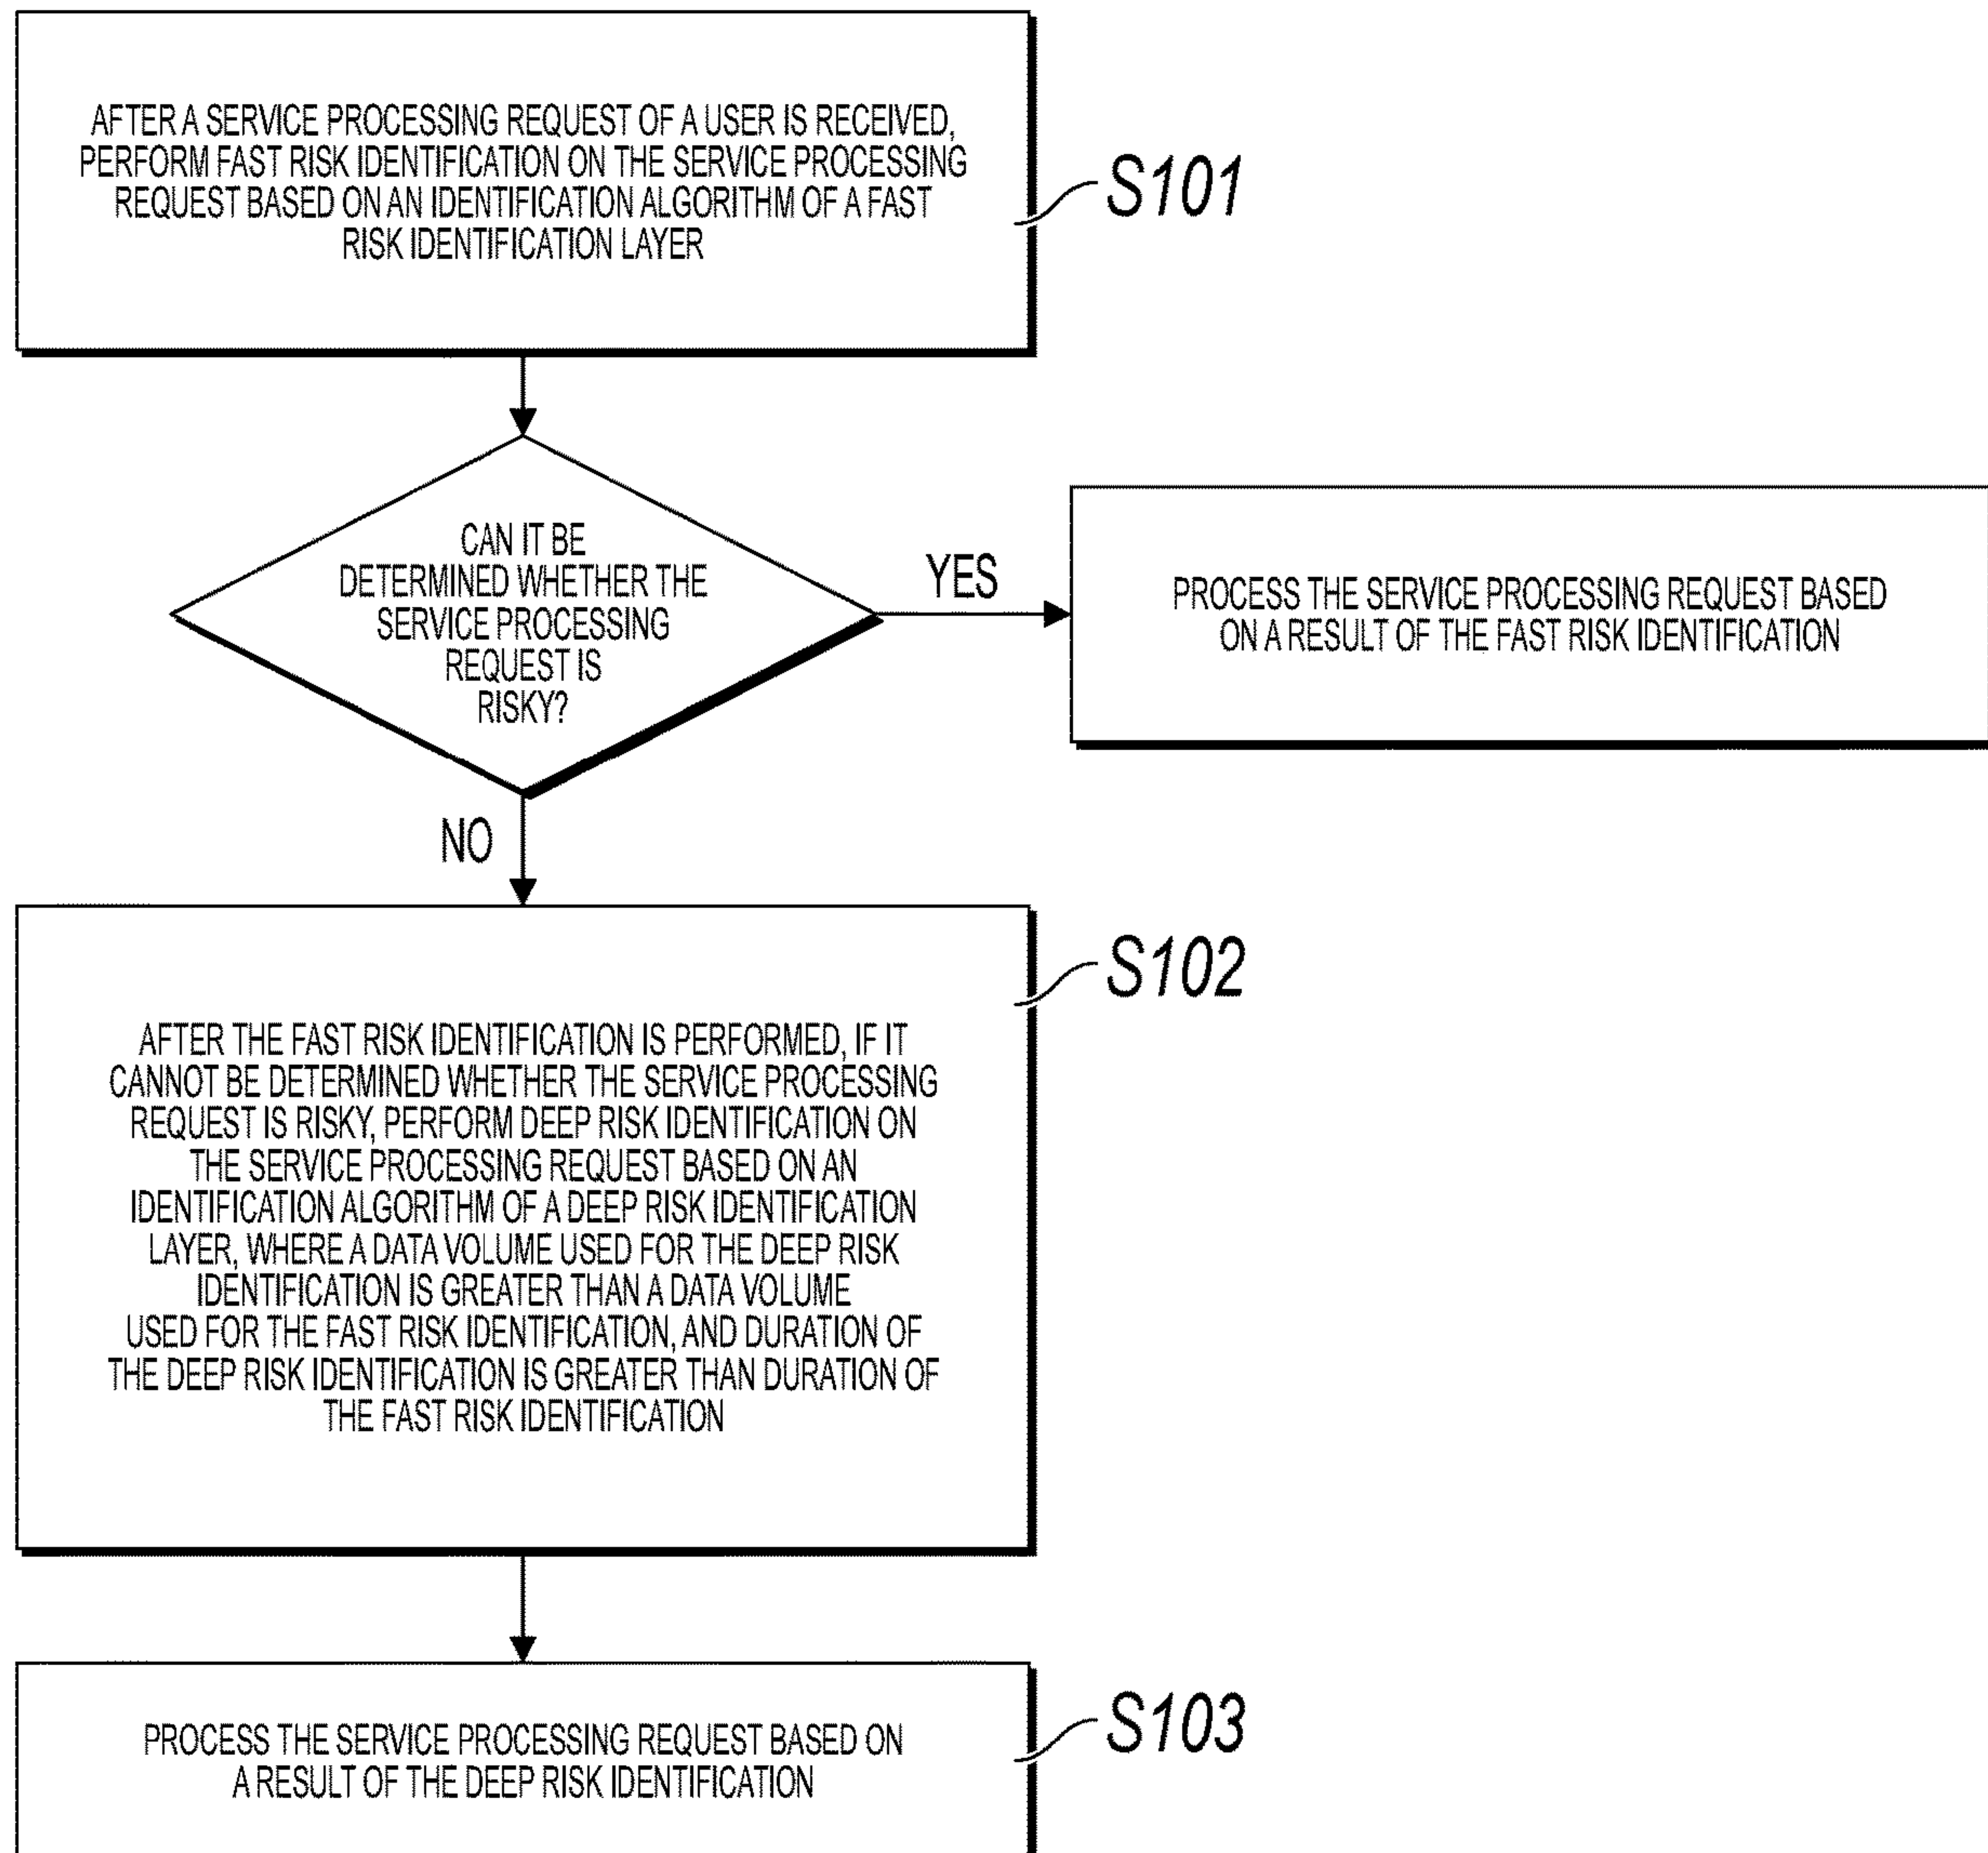 AFTER A SERVICE PROCESSING REQUEST OF A USER IS RECEIVED,
PERFORM FAST RISK IDENTIFICATION ON THE SERVICE PROCESSING
REQUEST BASED ON AN IDENTIFICATION ALGORITHM OF A FAST
RISK IDENTIFICATION LAYER
S101
CAN IT BE
DETERMINED WHETHER THE
SERVICE PROCESSING
REQUEST IS
RISKY?
YES
PROCESS THE SERVICE PROCESSING REQUEST BASED
ON A RESULT OF THE FAST RISK IDENTIFICATION
NO
AFTER THE FAST RISK IDENTIFICATION IS PERFORMED, IF IT
CANNOT BE DETERMINED WHETHER THE SERVICE PROCESSING
REQUEST IS RISKY, PERFORM DEEP RISK IDENTIFICATION ON
THE SERVICE PROCESSING REQUEST BASED ON AN
IDENTIFICATION ALGORITHM OF A DEEP RISK IDENTIFICATION
LAYER, WHERE A DATA VOLUME USED FOR THE DEEP RISK
IDENTIFICATION IS GREATER THAN A DATA VOLUME
USED FOR THE FAST RISK IDENTIFICATION, AND DURATION OF
THE DEEP RISK IDENTIFICATION IS GREATER THAN DURATION OF
THE FAST RISK IDENTIFICATION
S102
PROCESS THE SERVICE PROCESSING REQUEST BASED ON
A RESULT OF THE DEEP RISK IDENTIFICATION
S103